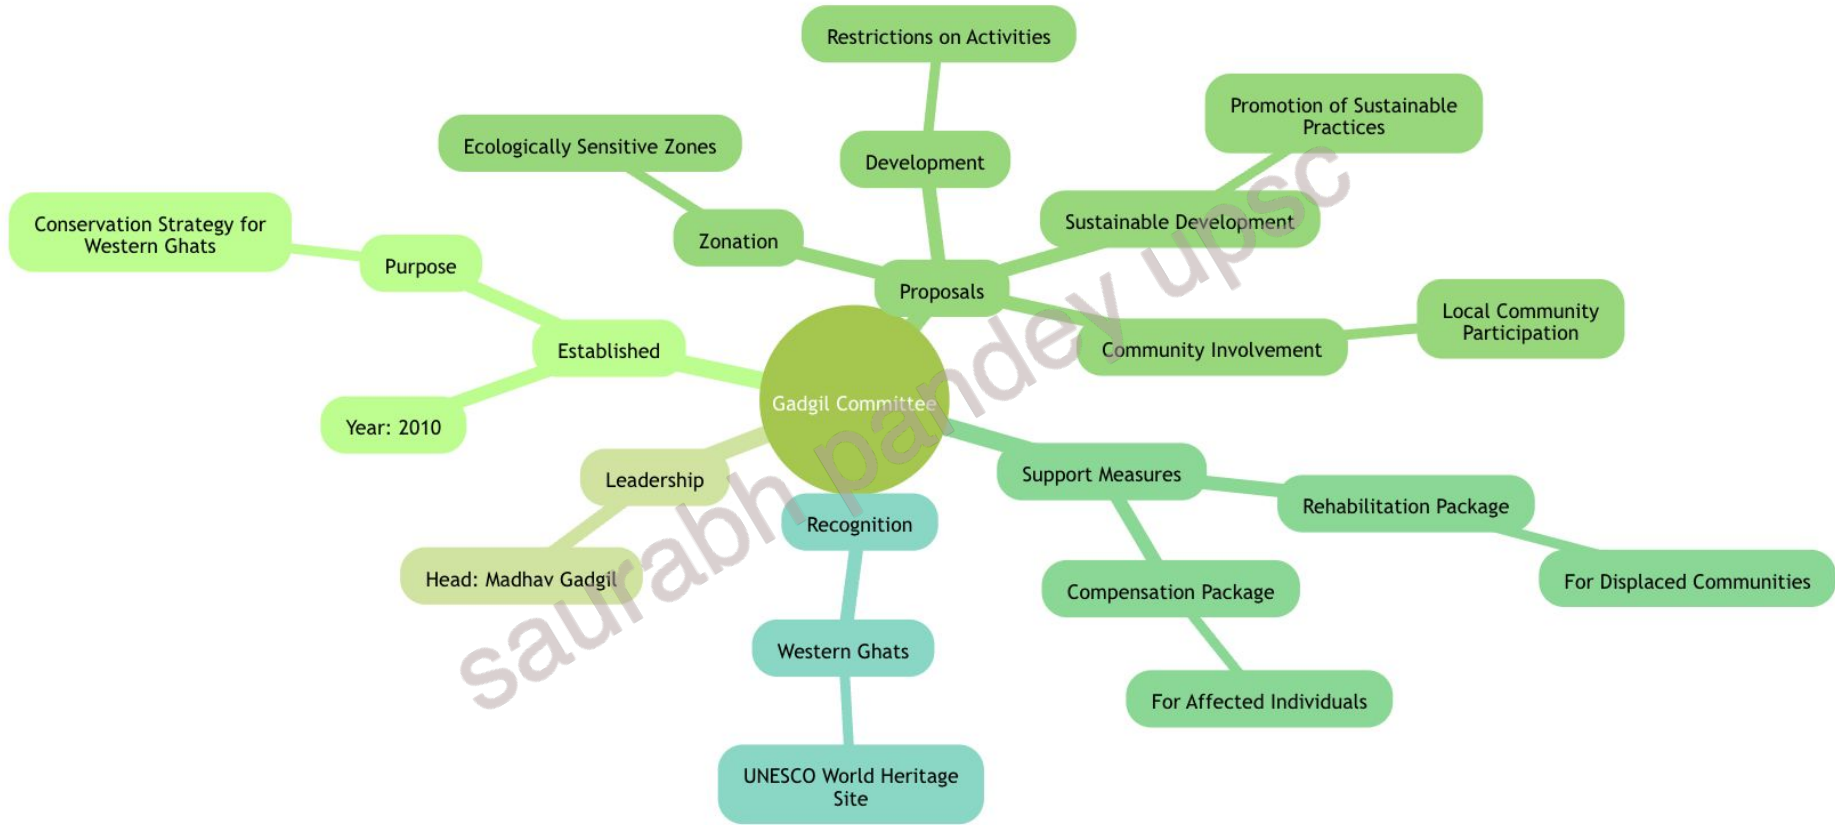 Restrictions on Activities
Promotion of Sustainable
Practices
Ecologically Sensitive Zones
Development
Conservation Strategy for
Western Ghats
Purpose
Zonation
Sustainable Development
Proposals
Local Community
Participation
Established
Community Involvement
Year: 2010
Gadgil Committee
Leadership
Support Measures
Rehabilitation Package
Recognition
Head: Madhav Gadgil
Compensation Package
For Displaced Communities
Western Ghats
For Affected Individuals
UNESCO World Heritage
Site
saurabh pandey upsc